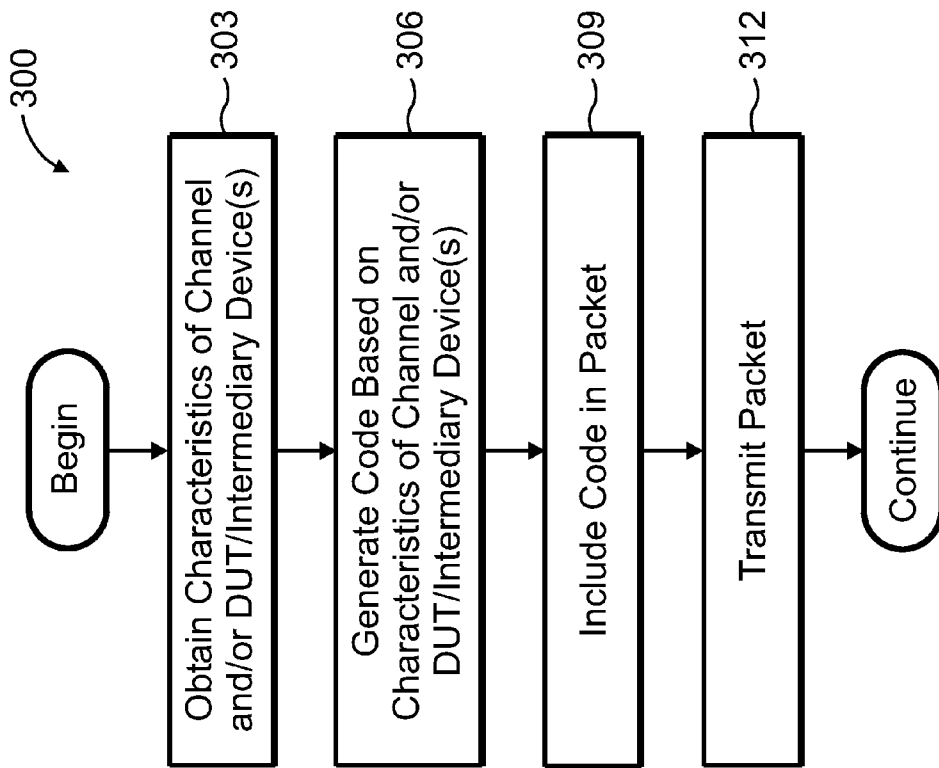 300
Begin
Obtain Characteristics of Channel
and/or DUT/Intermediary Device(s)
303
Generate Code Based on
Characteristics of Channel and/or
DUT/Intermediary Device(s)
306
Include Code in Packet
309
Transmit Packet
312
Continue